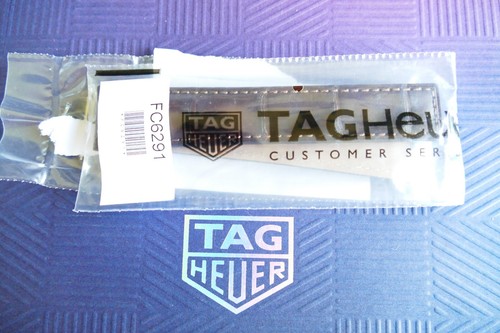 FC6291
TAG
HEUER
TAGHeu
CUSTOMER SER
TAG
HEUER